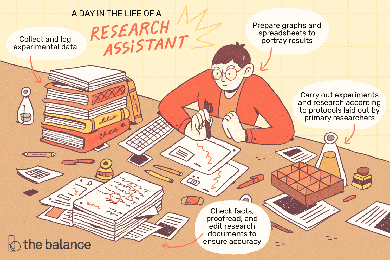 A DAY IN THE LIFE OF A
RESEARCH
ASSISTANT
Collect and log
experimental data
Prepare graphs and
spreadsheets to
portray results
Carry out experiments
and research according
to protocols laid out by
primary researchers
Check facts,
proofread, and
edit research
documents to
ensure accuracy
the balance